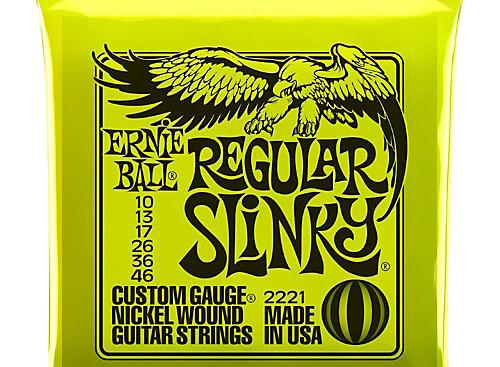 ERNIE BALL®
REGULAR
SLINKY®
10
13
17
26
36
46
CUSTOM GAUGE® 2221
NICKEL WOUND MADE
GUITAR STRINGS IN USA